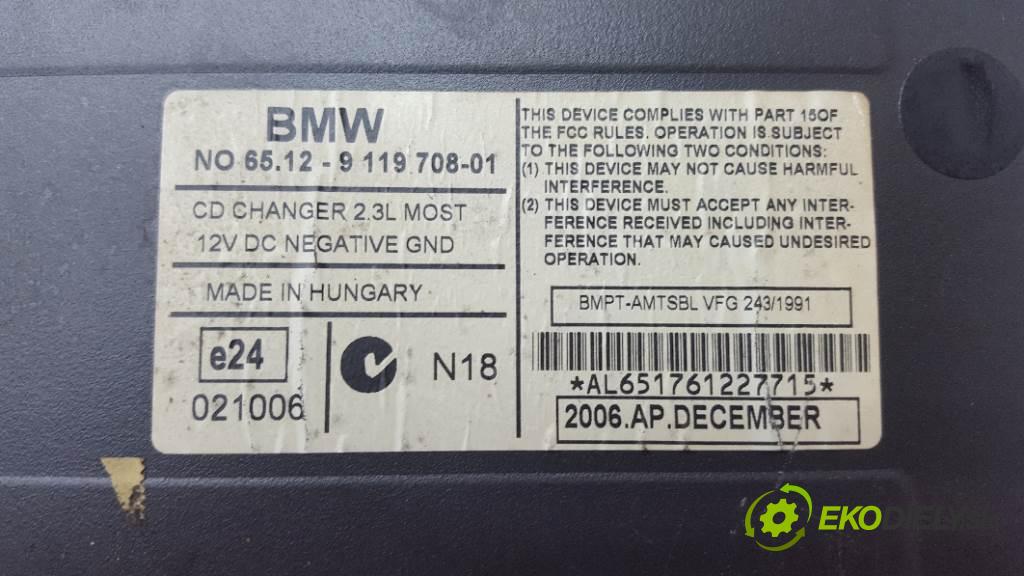 BMW
NO 65.12 - 9 119 708-01
CD CHANGER 2.3L MOST
12V DC NEGATIVE GND
MADE IN HUNGARY
e24
021006
N18
THIS DEVICE COMPLIES WITH PART 15OF
THE FCC RULES. OPERATION IS SUBJECT
TO THE FOLLOWING TWO CONDITIONS:
(1) THIS DEVICE MAY NOT CAUSE HARMFUL
INTERFERENCE.
(2) THIS DEVICE MUST ACCEPT ANY INTER-
FERENCE RECEIVED INCLUDING INTER-
FERENCE THAT MAY CAUSED UNDESIRED
OPERATION.
BMPT-AMTSBL VFG 243/1991
*AL651761227715*
2006.AP.DECEMBER
EKODIELY.SK